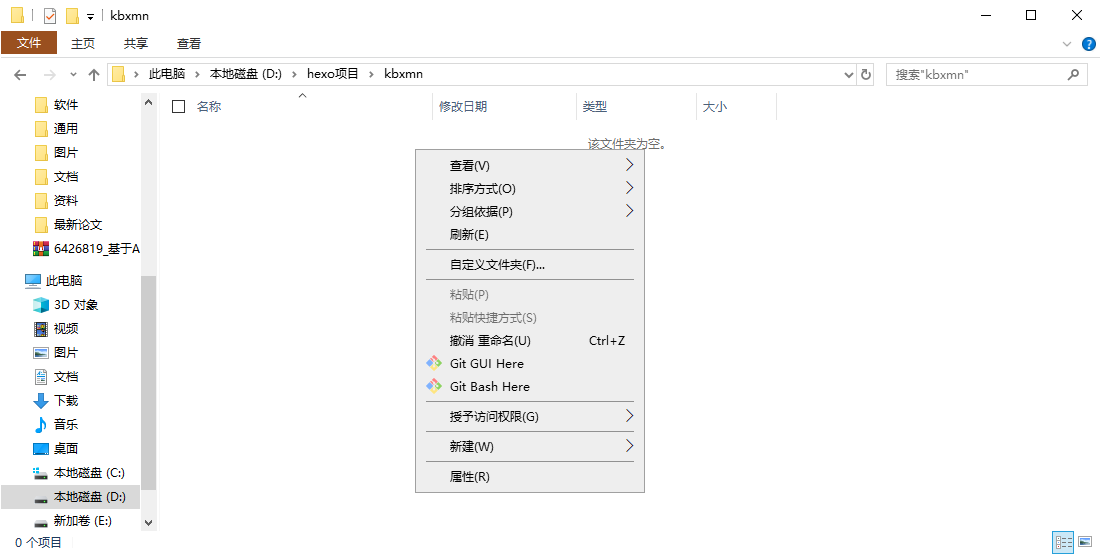 kbxmn
文件 主页 共享 查看
此电脑 本地磁盘 (D:) hexo项目 kbxmn 搜索"kbxmn"
软件
通用
图片
文档
资料
最新论文
6426819_基于A
此电脑
3D 对象
视频
图片
文档
下载
音乐
桌面
本地磁盘 (C:)
本地磁盘 (D:)
新加卷 (E:)
名称 修改日期 类型 大小
该文件夹为空。
查看(V)
排序方式(O)
分组依据(P)
刷新(E)
自定义文件夹(F)...
粘贴(P)
粘贴快捷方式(S)
撤消 重命名(U) Ctrl+Z
Git GUI Here
Git Bash Here
授予访问权限(G)
新建(W)
属性(R)
0 个项目